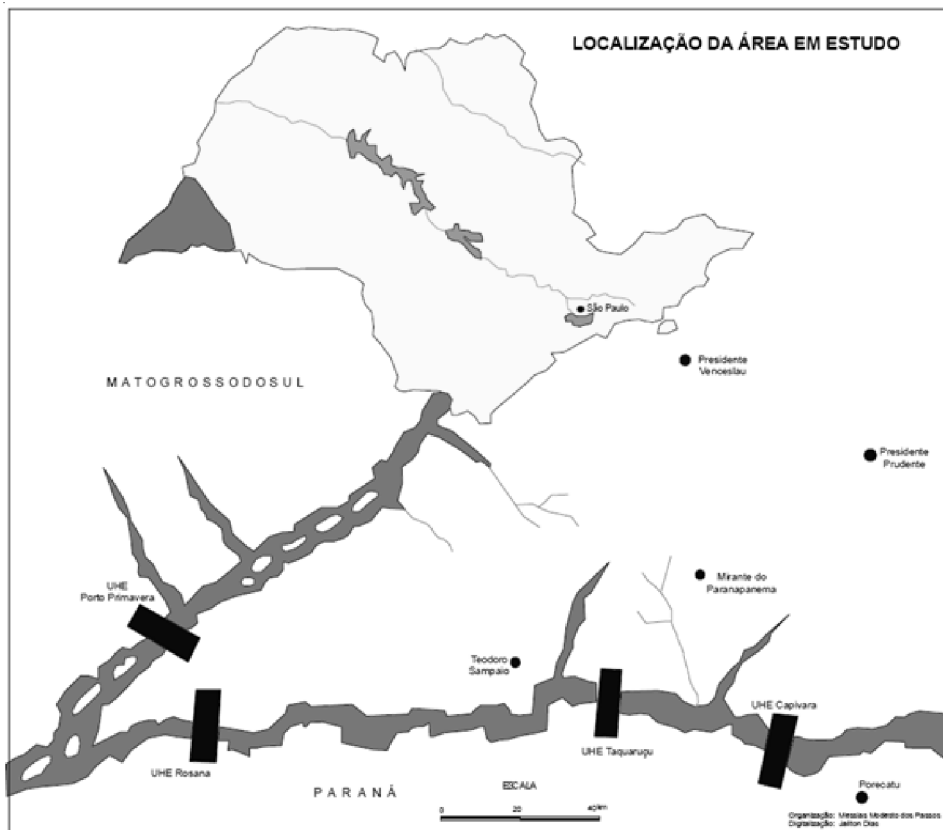 LOCALIZAÇÃO DA ÁREA EM ESTUDO
São Paulo
Presidente
Venceslau
MATOGROSSODOSUL
Presidente
Prudente
UHE
Porto Primavera
Mirante do
Paranapanema
Teodoro
Sampaio
UHE Capivara
UHE Taquaruçu
UHE Rosana
PARANÁ
ESCALA
0 20 40km
Porecatu
Organização: Messias Modesto dos Passos
Digitalização: Jailton Dias